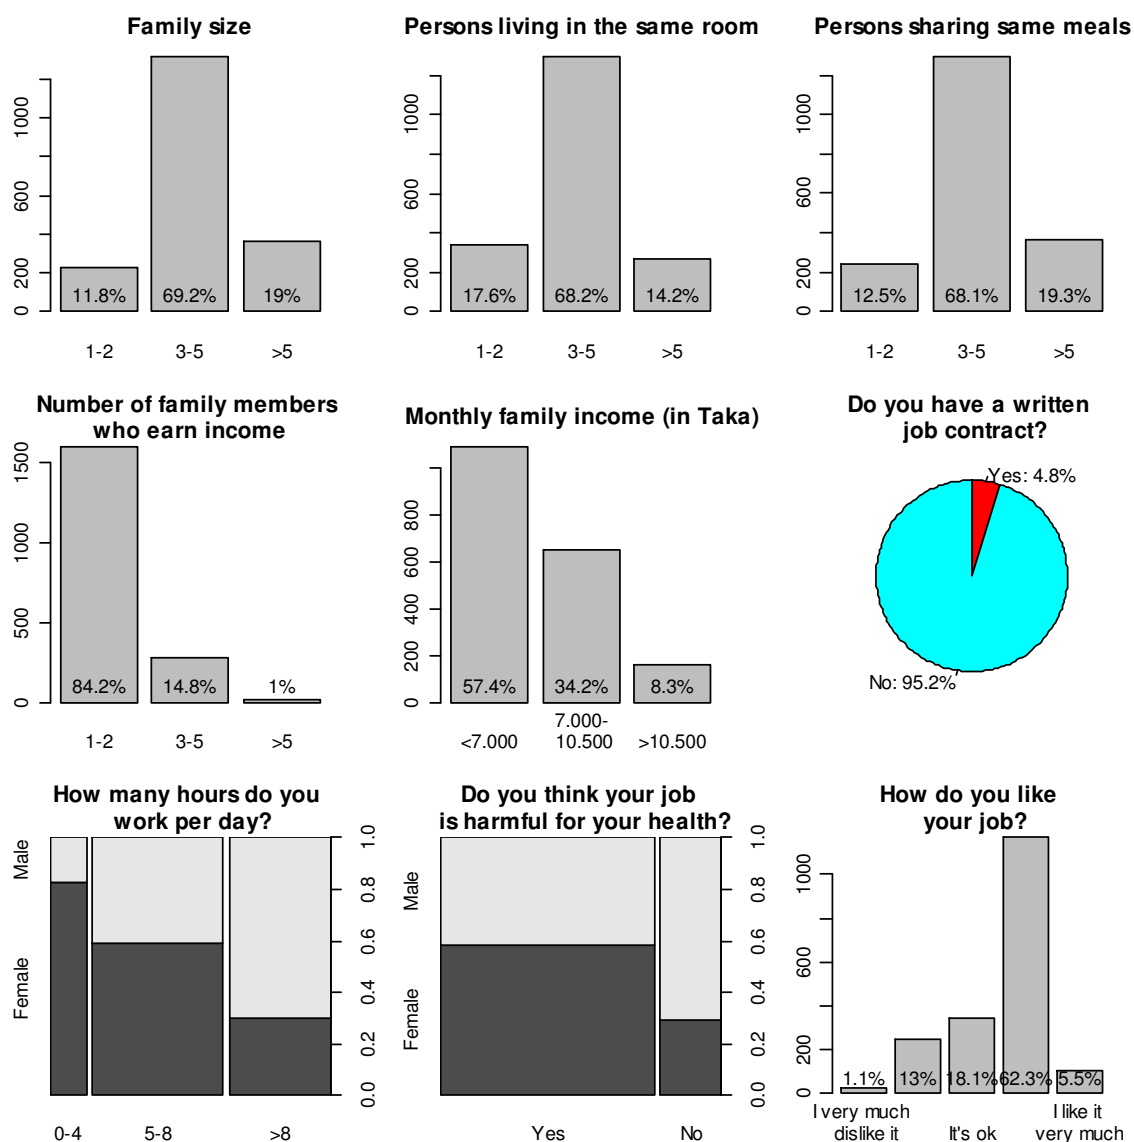 Family size
Persons living in the same room
Persons sharing same meals
0 200 600 1000
11.8% 69.2% 19%
1-2 3-5 >5
0 200 600 1000
17.6% 68.2% 14.2%
1-2 3-5 >5
0 200 600 1000
12.5% 68.1% 19.3%
1-2 3-5 >5
Number of family members
who earn income
0 500 1000 1500
84.2% 14.8% 1%
1-2 3-5 >5
Monthly family income (in Taka)
0 200 400 600 800
57.4% 34.2% 8.3%
7.000-
<7.000 10.500 >10.500
Do you have a written
job contract?
Yes: 4.8%
No: 95.2%
How many hours do you
work per day?
Female Male
0.0 0.2 0.4 0.6 0.8 1.0
0-4 5-8 >8
Do you think your job
is harmful for your health?
Female Male
0.0 0.2 0.4 0.6 0.8 1.0
Yes No
How do you like
your job?
0 200 600 1000
1.1% 13% 18.1% 62.3% 5.5%
I very much I like it
dislike it It's ok very much